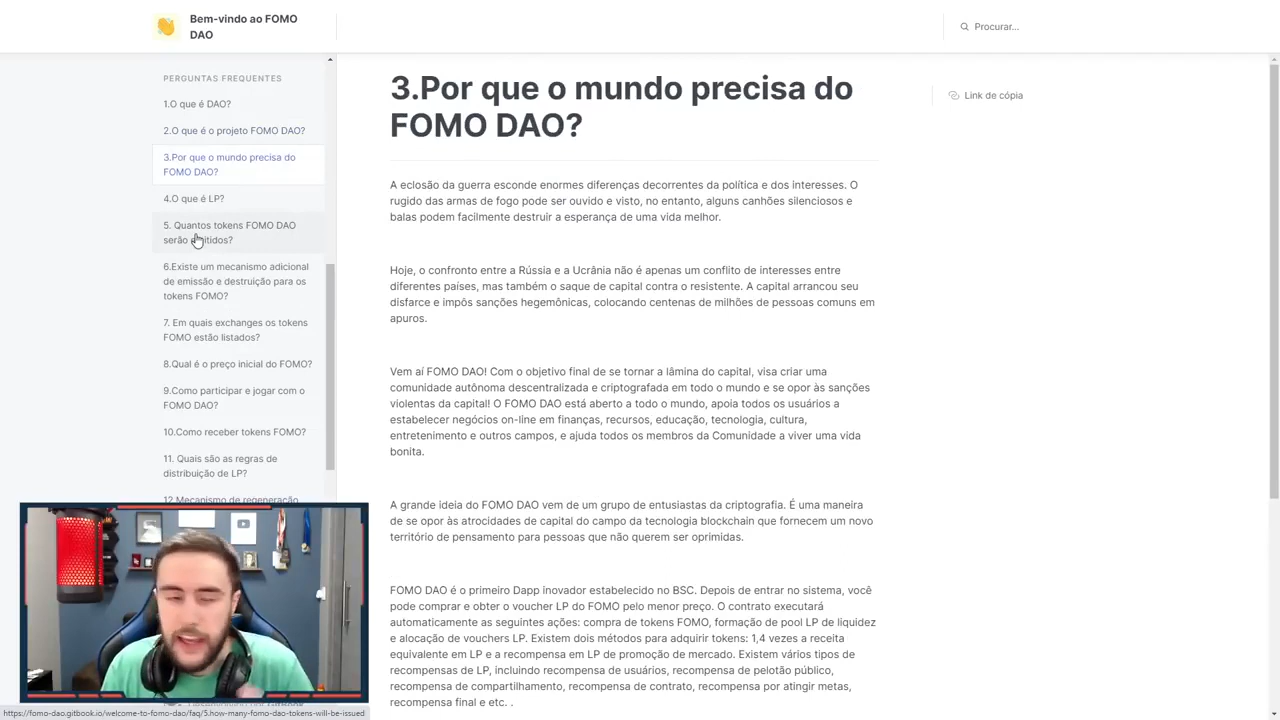 Bem-vindo ao FOMO
DAO
Procurar...
PERGUNTAS FREQUENTES
1.O que é DAO?
2.O que é o projeto FOMO DAO?
3.Por que o mundo precisa do
FOMO DAO?
4.O que é LP?
5. Quantos tokens FOMO DAO
serão
6.Existe um mecanismo adicional
de emissão e destruição para os
tokens FOMO?
7. Em quais exchanges os tokens
FOMO estão listados?
8.Qual é o preço inicial do FOMO?
9.Como participar e jogar com o
FOMO DAO?
10.Como receber tokens FOMO?
11. Quais são as regras de
distribuição de LP?
12.Mecanismo de regeneração
3.Por que o mundo precisa do
FOMO DAO?
Link de cópia
A eclosão da guerra esconde enormes diferenças decorrentes da política e dos interesses. O
rugido das armas de fogo pode ser ouvido e visto, no entanto, alguns canhões silenciosos e
balas podem facilmente destruir a esperança de uma vida melhor.
Hoje, o confronto entre a Rússia e a Ucrânia não é apenas um conflito de interesses entre
diferentes países, mas também o saque de capital contra o resistente. A capital arrancou seu
disfarce e impôs sanções hegemônicas, colocando centenas de milhões de pessoas comuns em
apuros.
Vem aí FOMO DAO! Com o objetivo final de se tornar a lâmina do capital, visa criar uma
comunidade autônoma descentralizada e criptografada em todo o mundo e se opor às sanções
violentas da capital! O FOMO DAO está aberto a todo o mundo, apoia todos os usuários a
estabelecer negócios on-line em finanças, recursos, educação, tecnologia, cultura,
entretenimento e outros campos, e ajuda todos os membros da Comunidade a viver uma vida
bonita.
A grande ideia do FOMO DAO vem de um grupo de entusiastas da criptografia. É uma maneira
de se opor às atrocidades de capital do campo da tecnologia blockchain que fornecem um novo
território de pensamento para pessoas que não querem ser oprimidas.
FOMO DAO é o primeiro Dapp inovador estabelecido no BSC. Depois de entrar no sistema, você
pode comprar e obter o voucher LP do FOMO pelo menor preço. O contrato executará
automaticamente as seguintes ações: compra de tokens FOMO, formação de pool LP de liquidez
e alocação de vouchers LP. Existem dois métodos para adquirir tokens: 1,4 vezes a receita
equivalente em LP e a recompensa em LP de promoção de mercado. Existem vários tipos de
recompensas de LP, incluindo recompensa de usuários, recompensa de pelotão público,
recompensa de compartilhamento, recompensa de contrato, recompensa por atingir metas,
recompensa final e etc. .
https://fomo-dao.gitbook.io/welcome-to-fomo-dao/faq/5.how-many-fomo-dao-tokens-will-be-issued